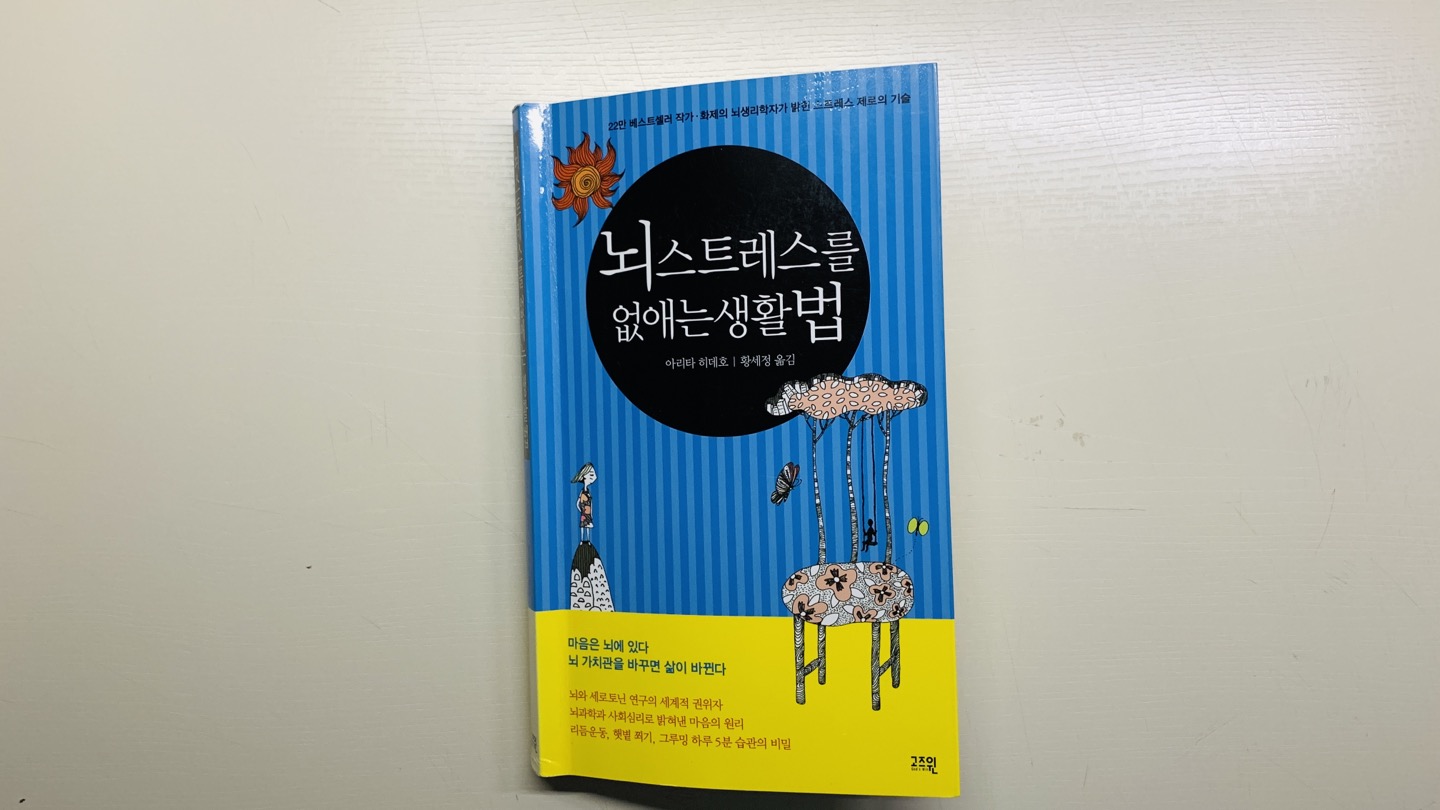 22만 베스트셀러 작가 · 화제의 뇌생리학자가 밝힌 스트레스 제로의 기술
뇌스트레스를
없애는생활법
아리타 히데호 | 황세정 옮김
마음은 뇌에 있다
뇌 가치관을 바꾸면 삶이 바뀐다
뇌와 세로토닌 연구의 세계적 권위자
뇌과학과 사회심리로 밝혀낸 마음의 원리
리듬운동, 햇볕 쬐기, 그루밍 하루 5분 습관의 비밀
고즈윈